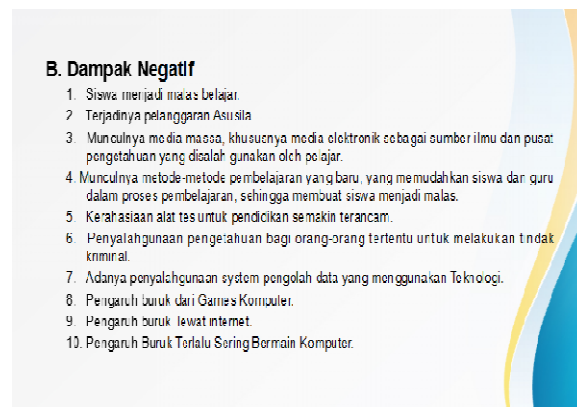 B. Dampak Negatif
1. Siswa menjadi malas belajar.
2. Terjadinya pelanggaran Asusila
3. Munculnya media massa, khususnya media elektronik sebagai sumber ilmu dan pusat
pengetahuan yang disalah gunakan oleh pelajar.
4. Munculnya metode-metode pembelajaran yang baru, yang memudahkan siswa dan guru
dalam proses pembelajaran, sehingga membuat siswa menjadi malas.
5. Kerahasiaan alat tes untuk pendidikan semakin terancam.
6. Penyalahgunaan pengetahuan bagi orang-orang tertentu untuk melakukan tindak
kriminal.
7. Adanya penyalahgunaan system pengolah data yang menggunakan Teknologi.
8. Pengaruh buruk dari Games Komputer.
9. Pengaruh buruk lewat internet.
10. Pengaruh Buruk Terlalu Sering Bermain Komputer.